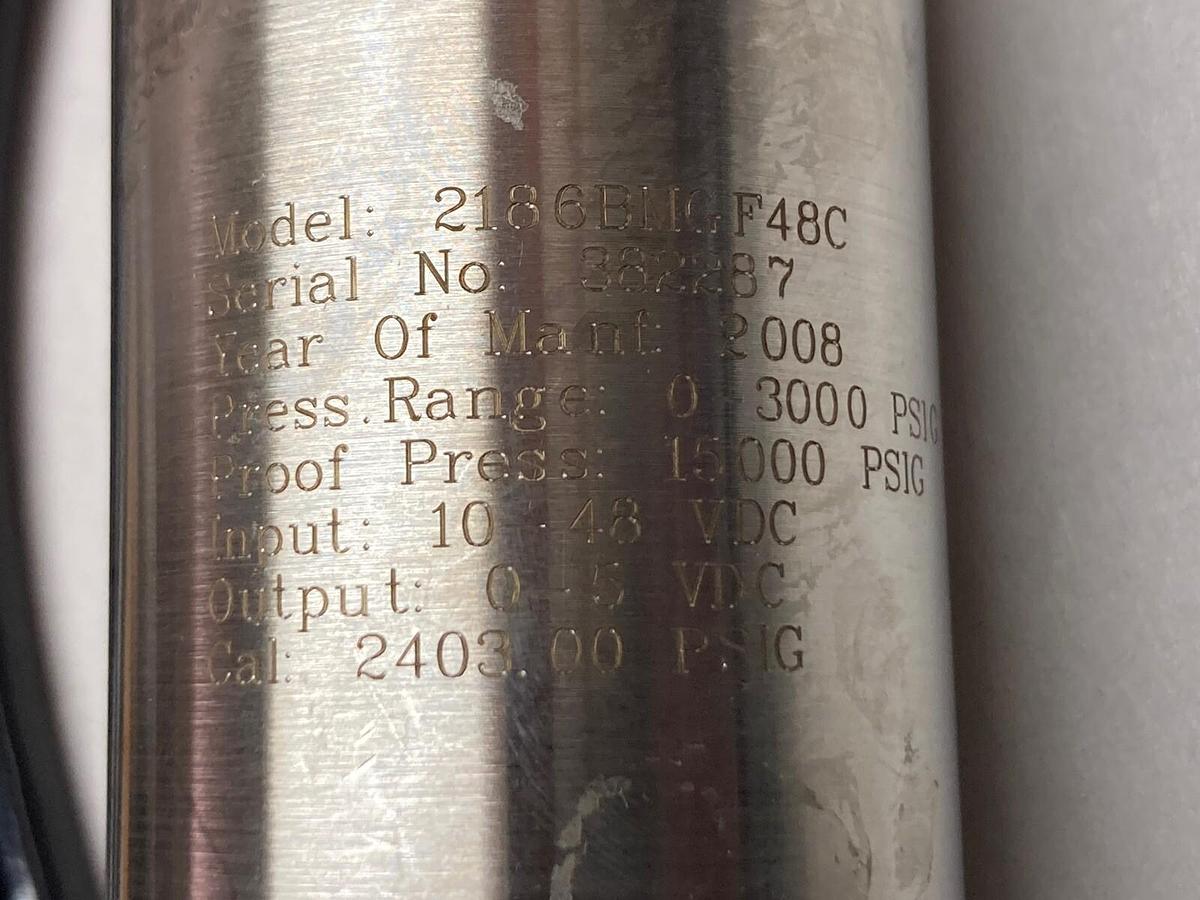 Model: 2186BMGF48C
Serial No: 382287
Year Of Manf: 2008
Press.Range: 0 - 3000 PSIG
Proof Press: 15000 PSIG
Input: 10 - 48 VDC
Output: 0 - 5 VDC
Cal: 2403.00 PSIG